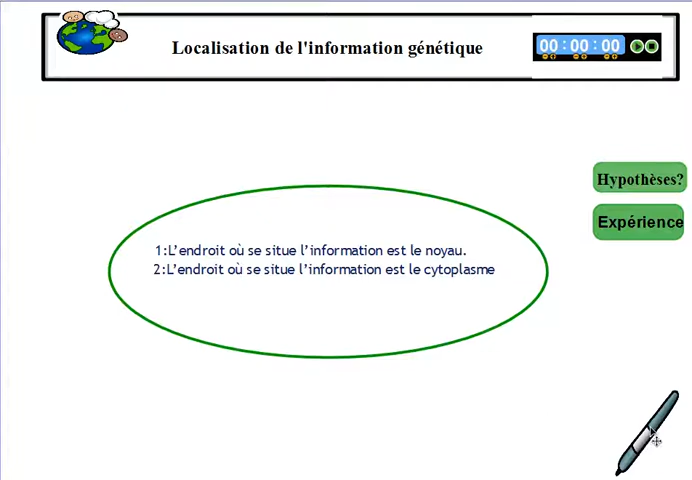 Localisation de l'information génétique
00:00:00
Hypothèses?
Expérience
1:L'endroit où se situe l'information est le noyau.
2:L'endroit où se situe l'information est le cytoplasme